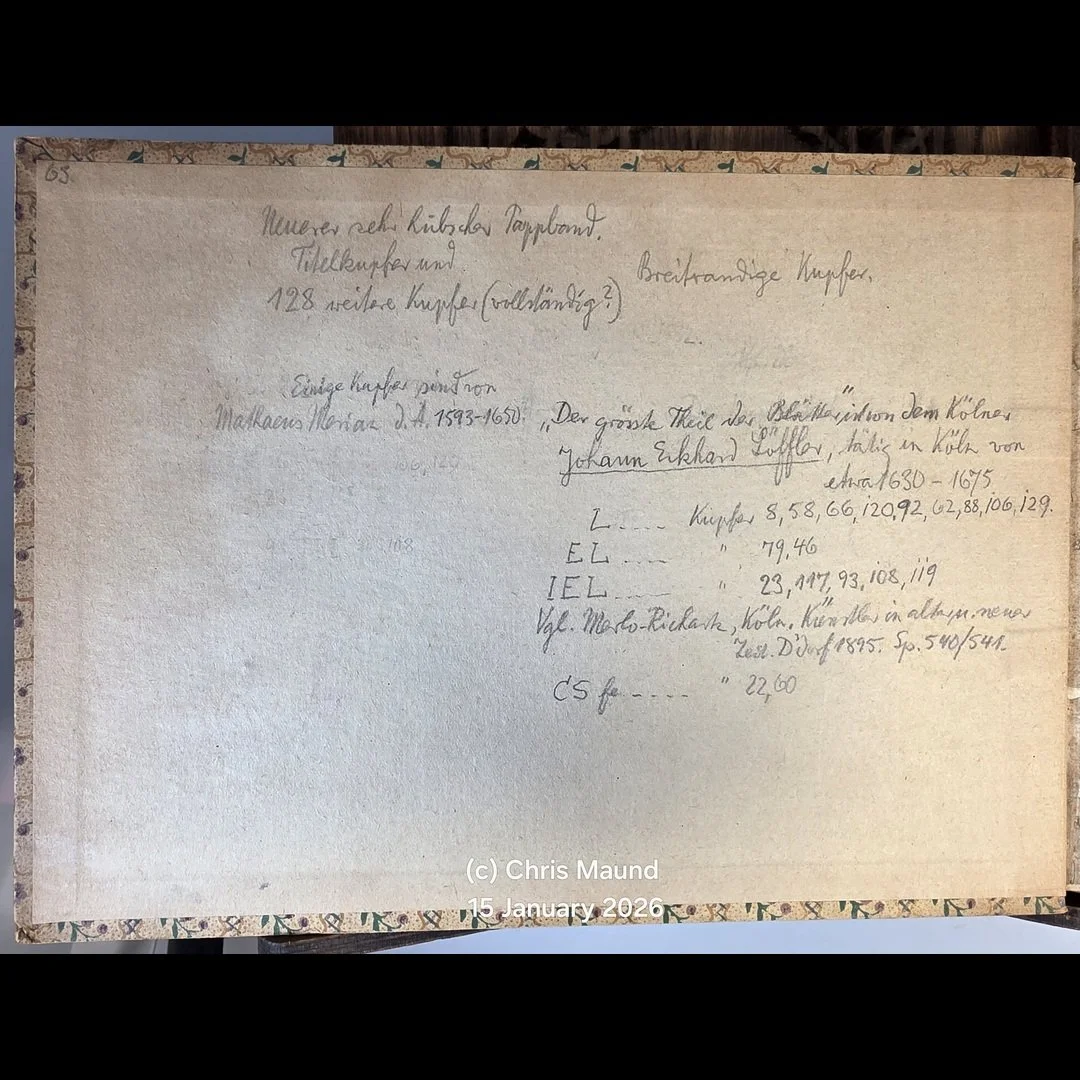 63.
Neuerer sehr hübscher Pappband.
Titelkupfer und
Breitrandige Kupfer.
128 weitere Kupfer (vollständig?)
Einige Kupfer sind von
Mathaeus Merian d. Ä. 1593-1650
„Der grösste Theil der Blätter" ist von dem Kölner
Johann Eckhard Löffler, tätig in Köln von
etwa 1630 - 1675
L..... Kupfer 8, 58, 66, 120, 92, 62, 88, 106, 129.
EL..... " 79, 46
IEL..... " 23, 117, 93, 108, 119
Vgl. Merlo-Richartz, Köln. Künstler in alter u. neuer
Zeit. D'dorf 1895. Sp. 540/541.
CS fe ..... " 22, 60
(c) Chris Maund
15 January 2026